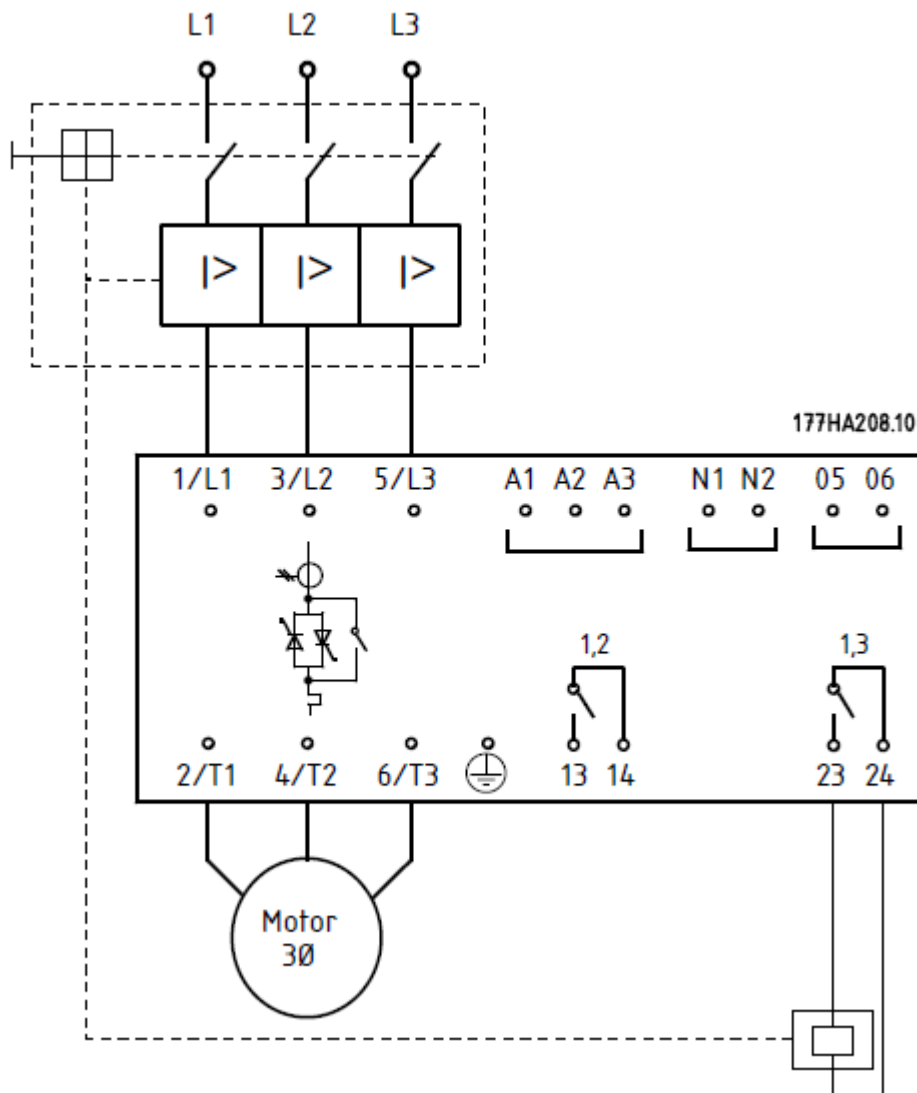 L1 L2 L3
I> I> I>
177HA208.10
1/L1 3/L2 5/L3 A1 A2 A3 N1 N2 05 06
1,2 1,3
2/T1 4/T2 6/T3 13 14 23 24
Motor
3Ø